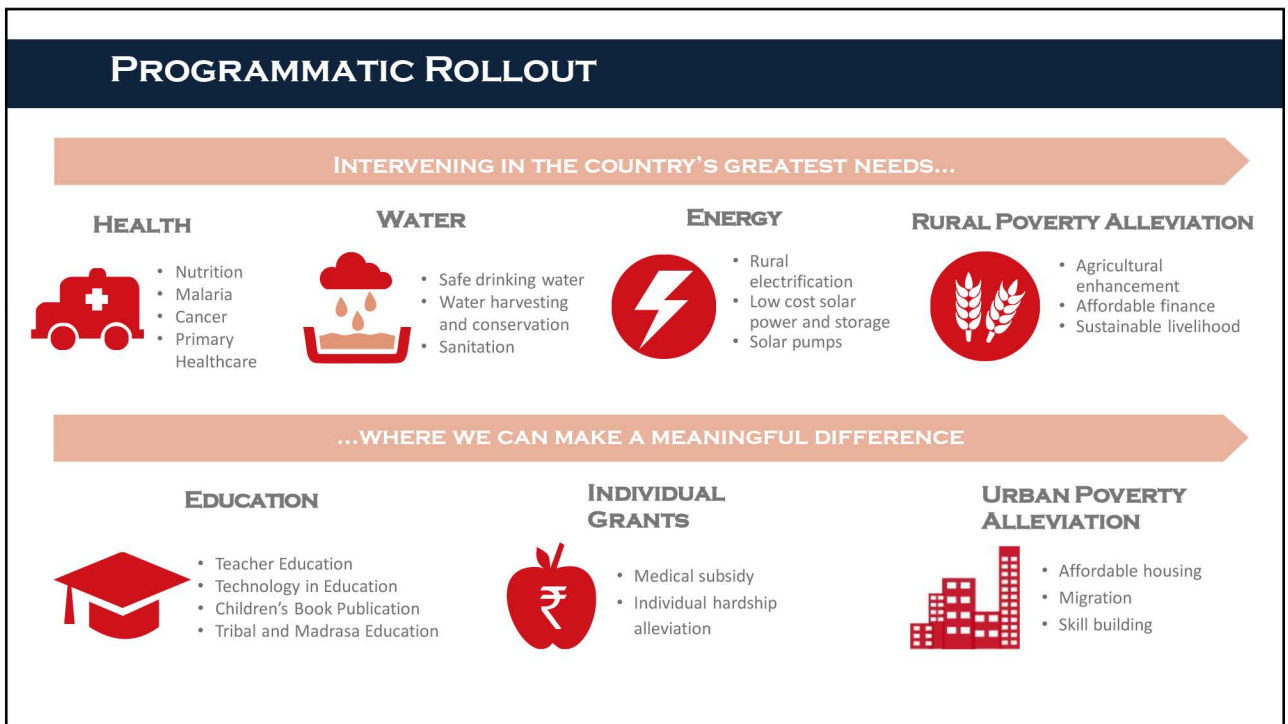 PROGRAMMATIC ROLLOUT
INTERVENING IN THE COUNTRY'S GREATEST NEEDS...
HEALTH
• Nutrition
• Malaria
• Cancer
• Primary
Healthcare
WATER
• Safe drinking water
• Water harvesting
and conservation
• Sanitation
ENERGY
• Rural
electrification
• Low cost solar
power and storage
• Solar pumps
RURAL POVERTY ALLEVIATION
• Agricultural
enhancement
• Affordable finance
• Sustainable livelihood
...WHERE WE CAN MAKE A MEANINGFUL DIFFERENCE
EDUCATION
• Teacher Education
• Technology in Education
• Children's Book Publication
• Tribal and Madrasa Education
INDIVIDUAL
GRANTS
₹
• Medical subsidy
• Individual hardship
alleviation
URBAN POVERTY
ALLEVIATION
• Affordable housing
• Migration
• Skill building